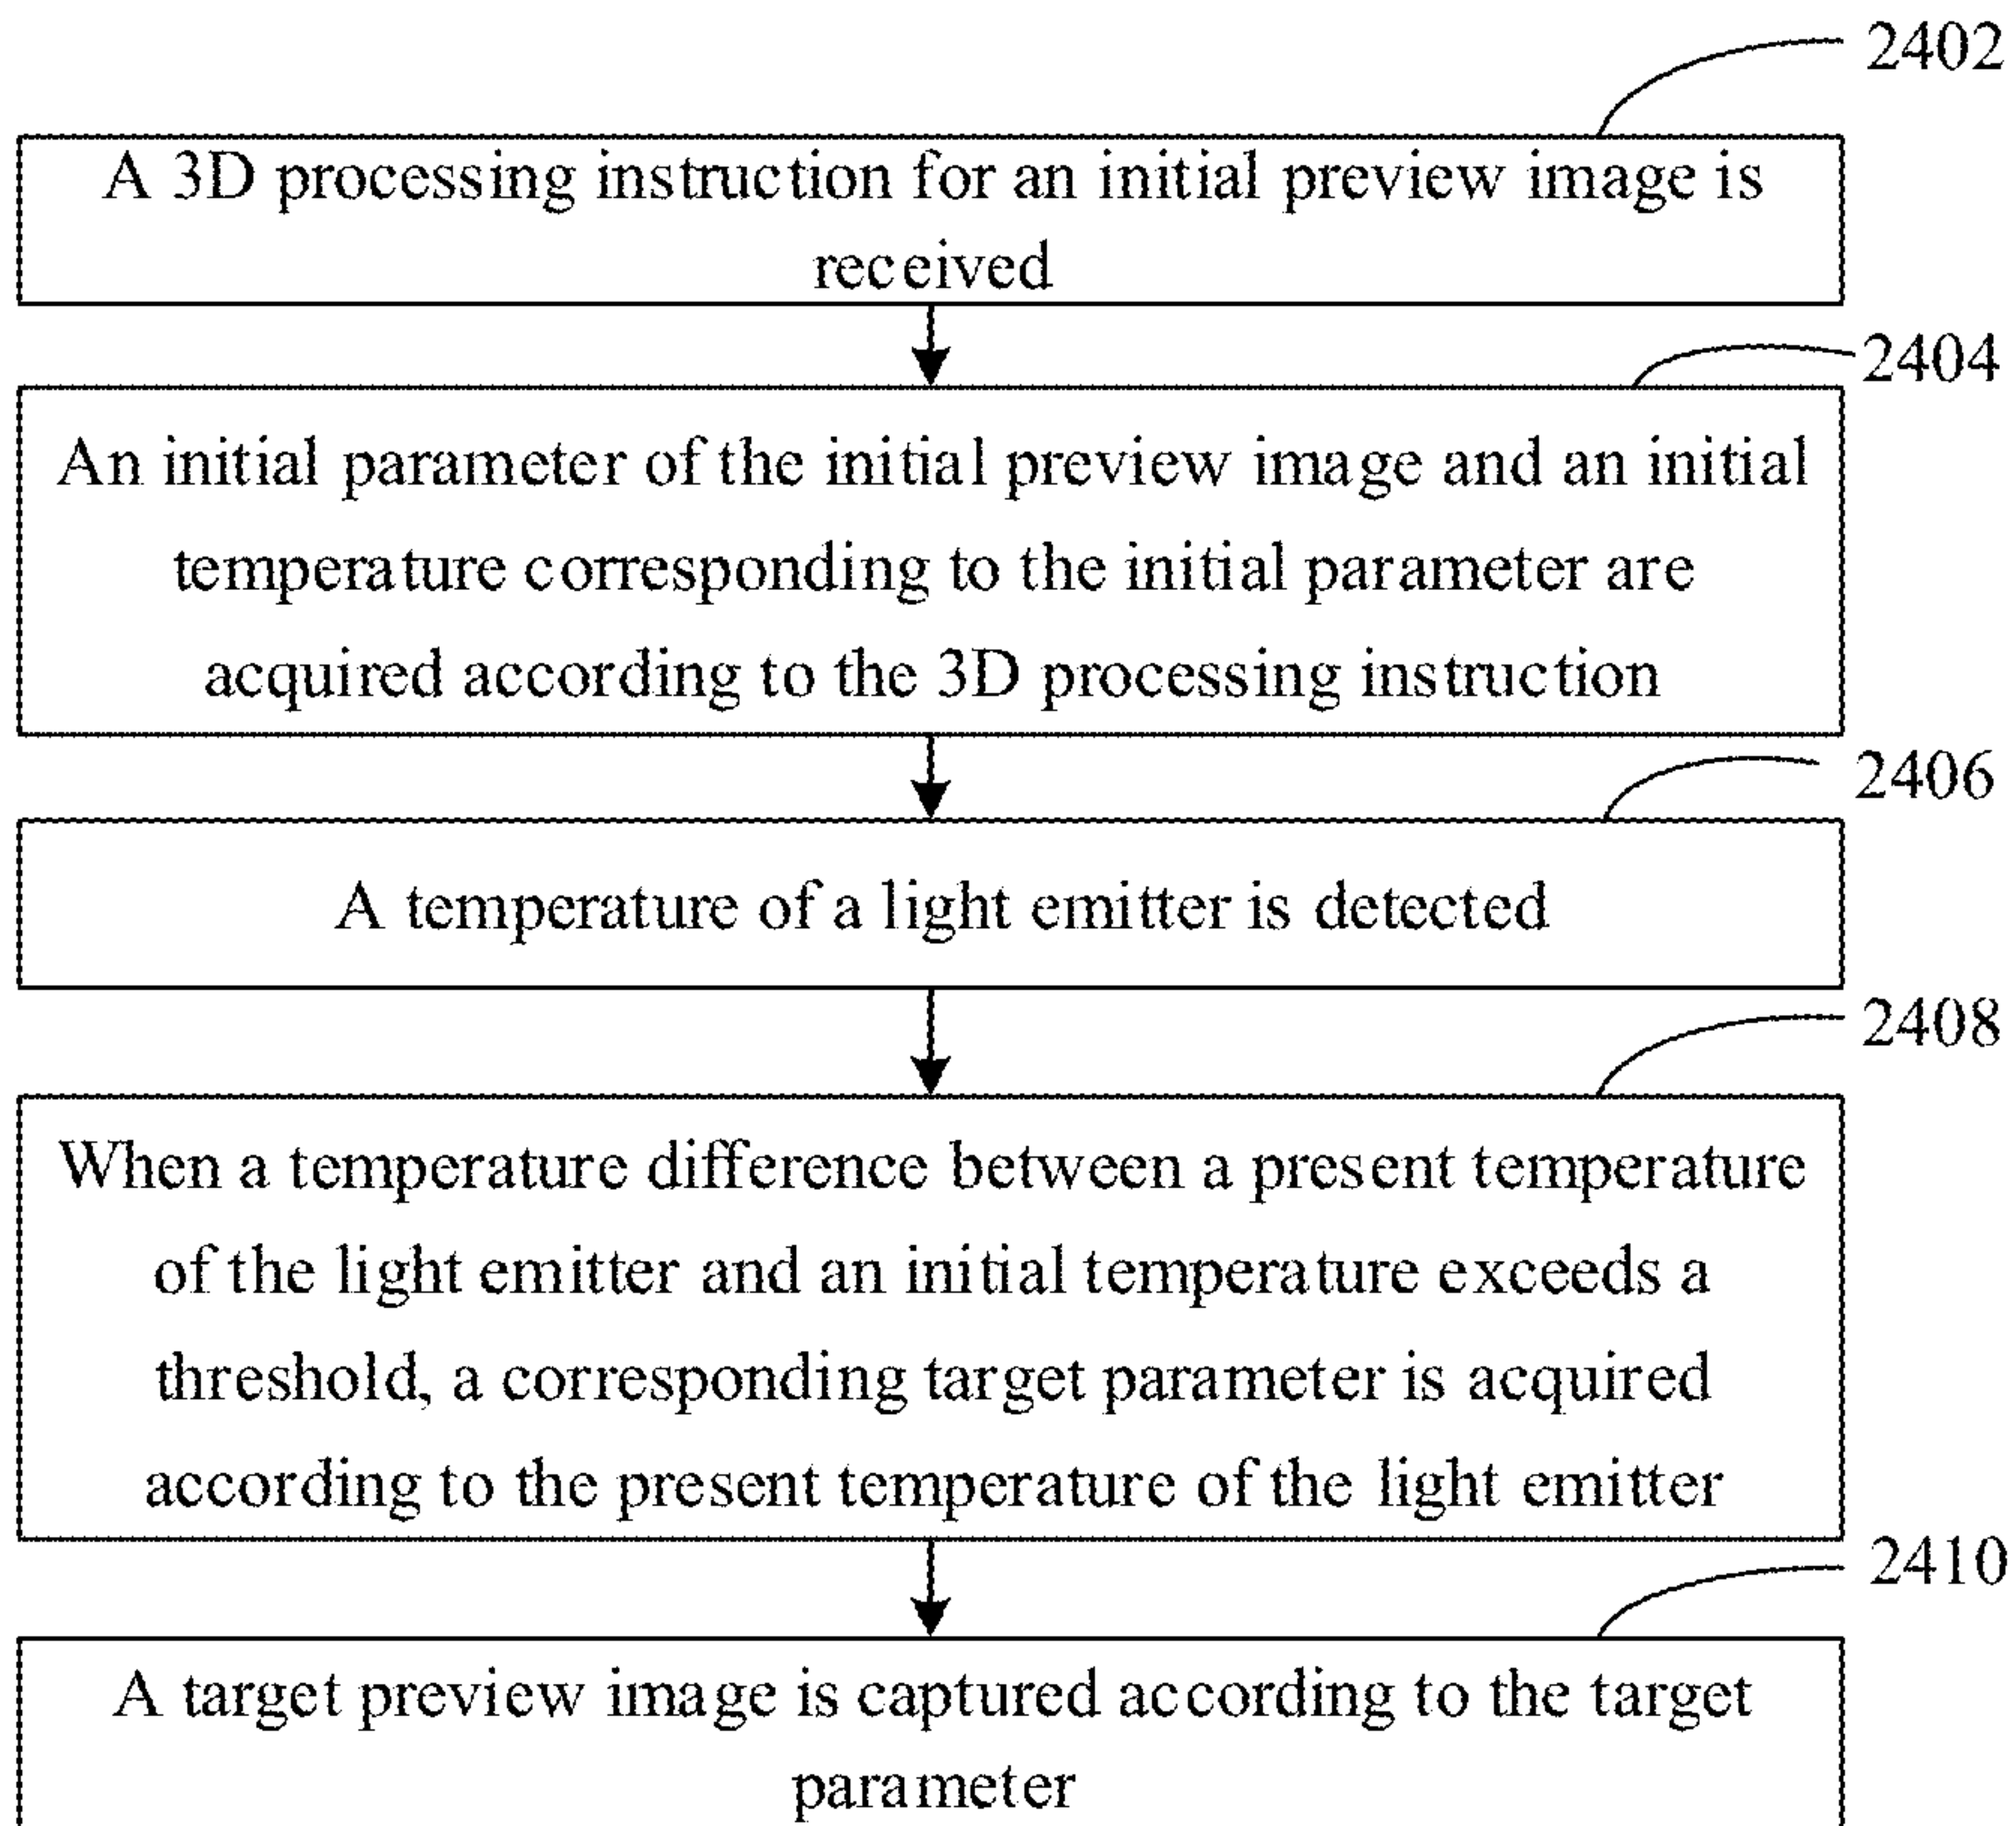 2402
A 3D processing instruction for an initial preview image is
received
2404
An initial parameter of the initial preview image and an initial
temperature corresponding to the initial parameter are
acquired according to the 3D processing instruction
2406
A temperature of a light emitter is detected
2408
When a temperature difference between a present temperature
of the light emitter and an initial temperature exceeds a
threshold, a corresponding target parameter is acquired
according to the present temperature of the light emitter
2410
A target preview image is captured according to the target
parameter